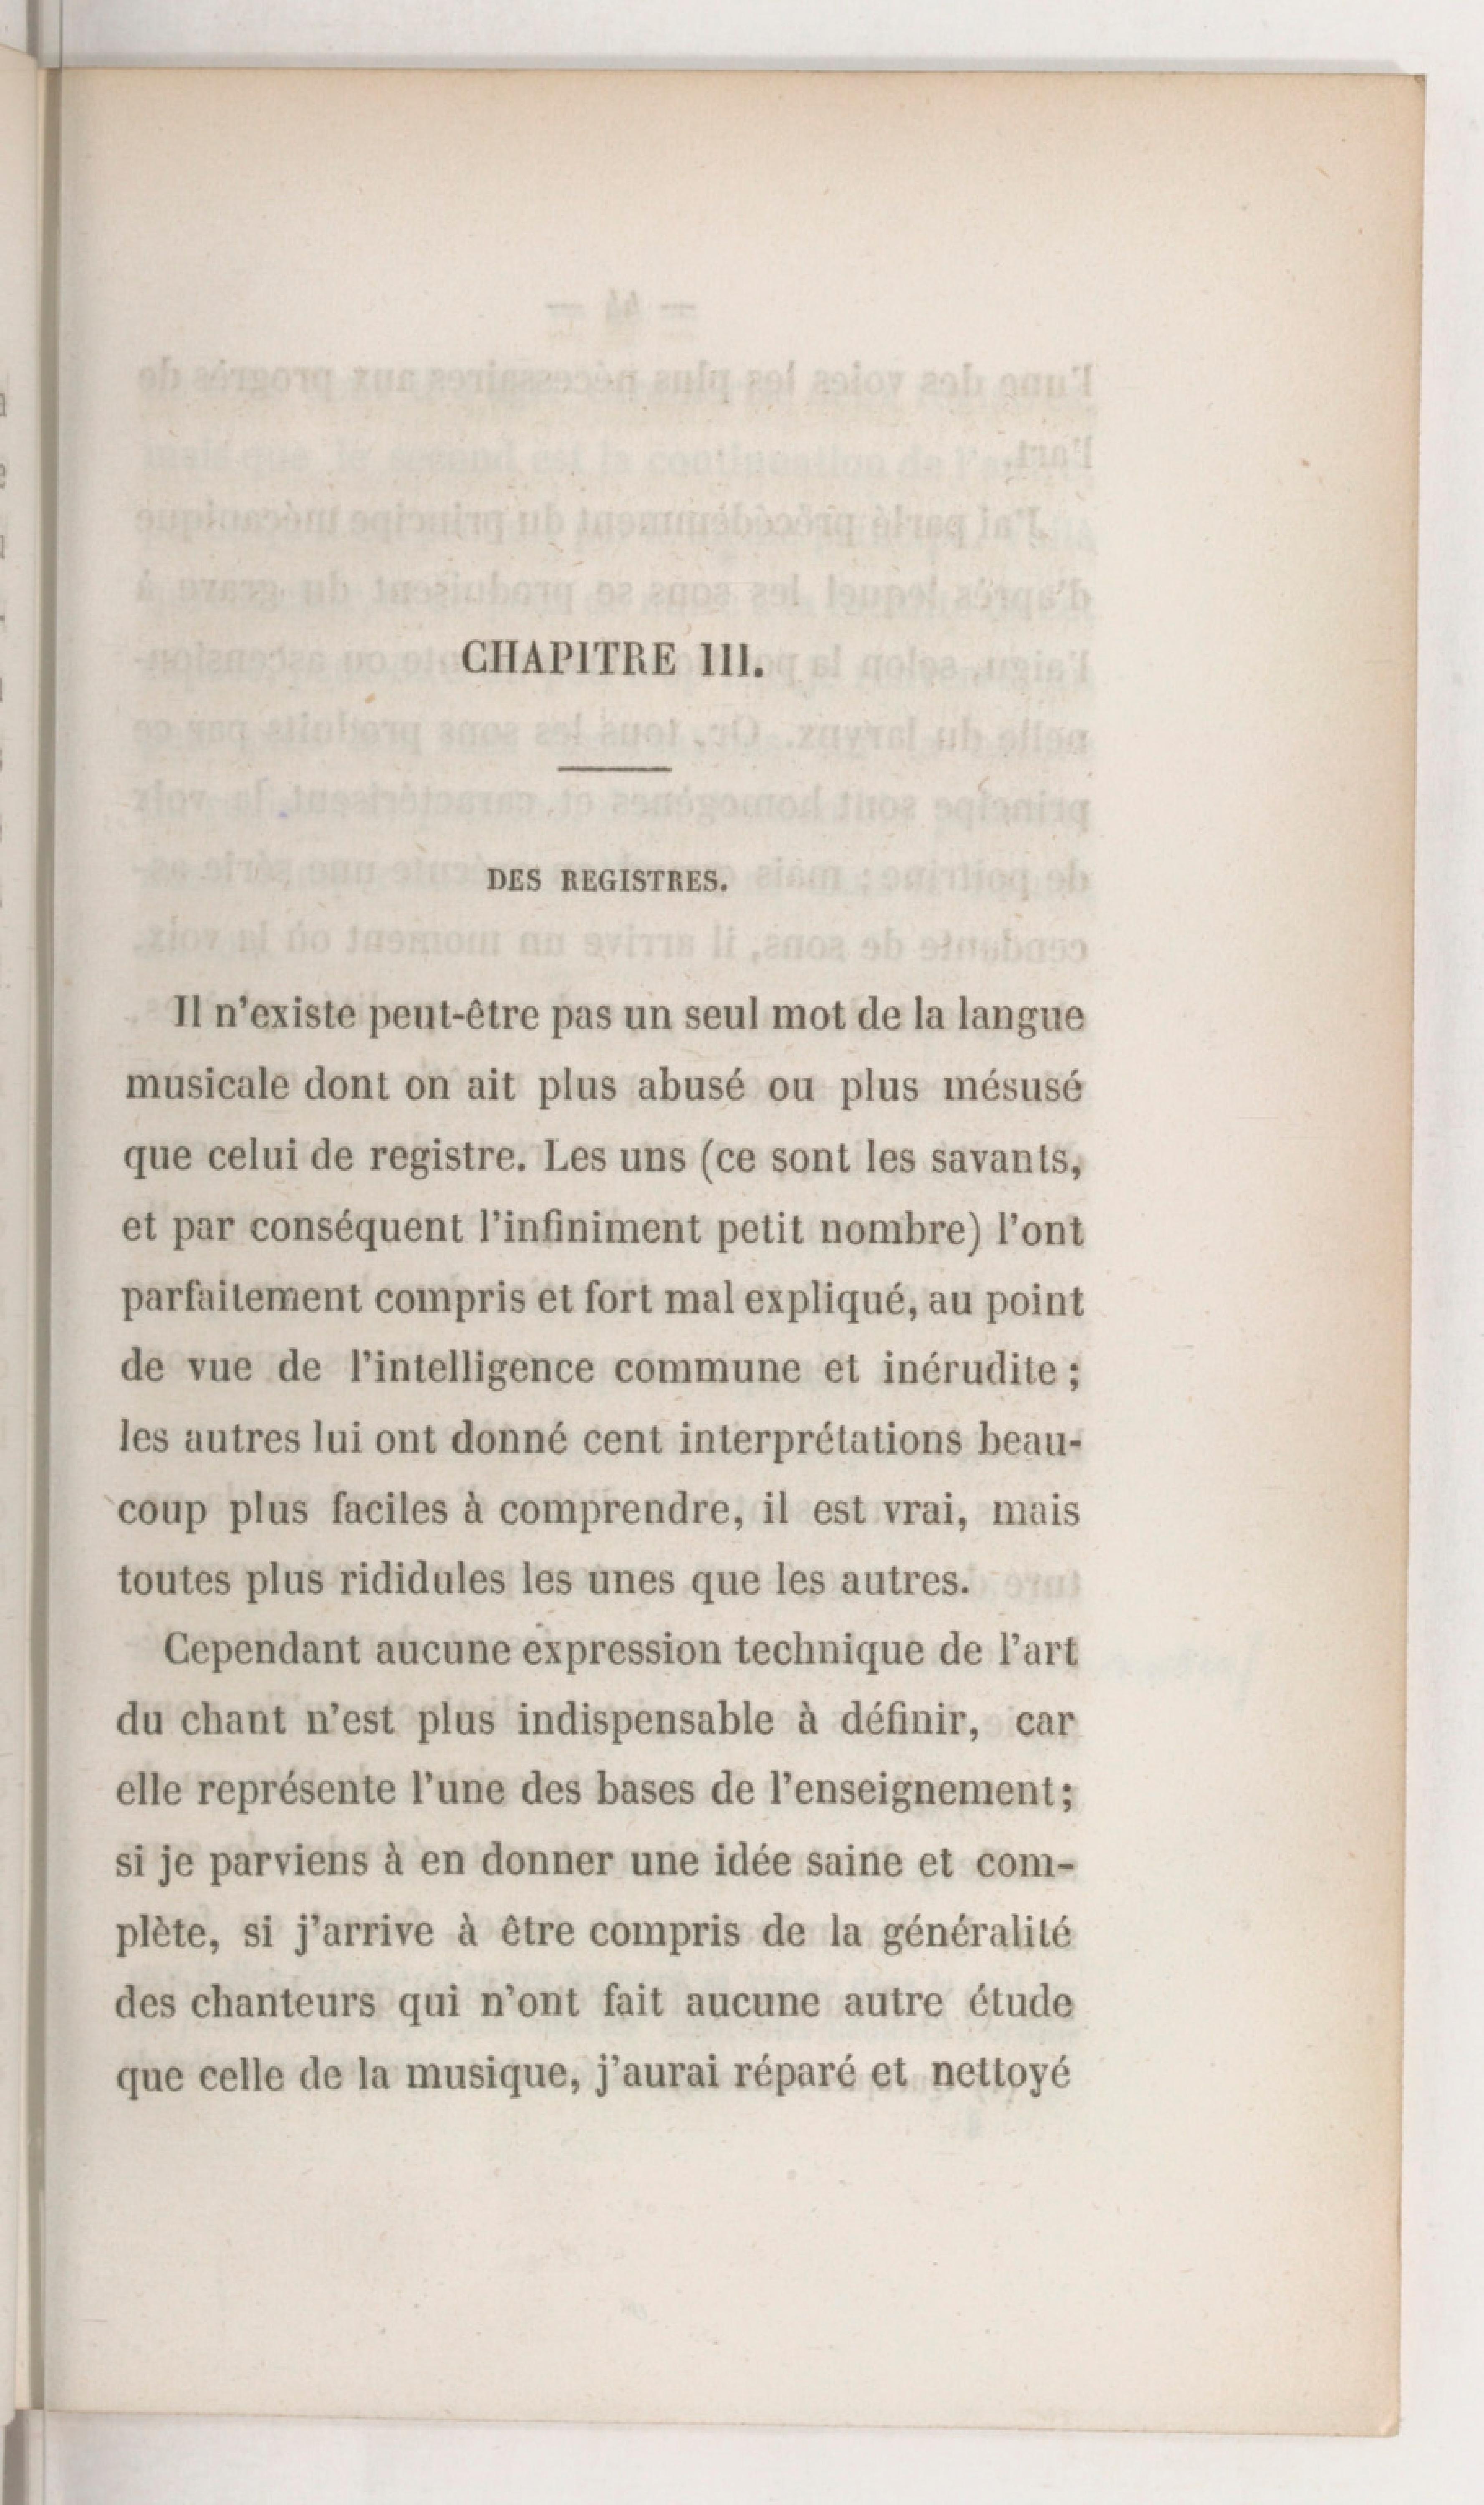 CHAPITRE III.
DES REGISTRES.
Il n'existe peut-être pas un seul mot de la langue
musicale dont on ait plus abusé ou plus mésusé
que celui de registre. Les uns (ce sont les savants,
et par conséquent l'infiniment petit nombre) l'ont
parfaitement compris et fort mal expliqué, au point
de vue de l'intelligence commune et inérudite ;
les autres lui ont donné cent interprétations beau-
coup plus faciles à comprendre, il est vrai, mais
toutes plus rididules les unes que les autres.
Cependant aucune expression technique de l'art
du chant n'est plus indispensable à définir, car
elle représente l'une des bases de l'enseignement ;
si je parviens à en donner une idée saine et com-
plète, si j'arrive à être compris de la généralité
des chanteurs qui n'ont fait aucune autre étude
que celle de la musique, j'aurai réparé et nettoyé